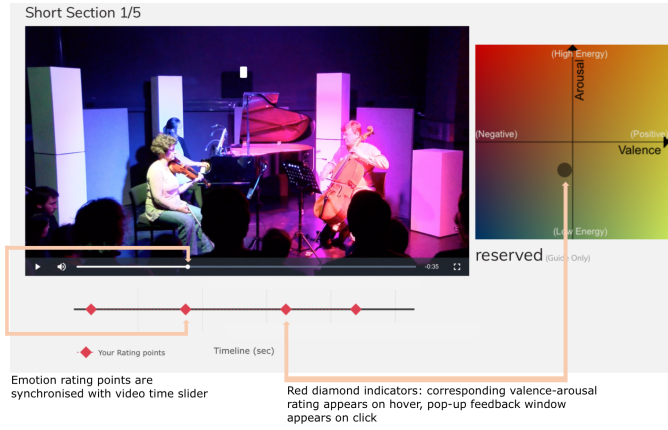 Short Section 1/5
(High Energy)
Arousal
(Negative)
(Positive)
Valence
(Low Energy)
-0:35
reserved (Guide Only)
Your Rating points
Timeline (sec)
Emotion rating points are
synchronised with video time slider
Red diamond indicators: corresponding valence-arousal
rating appears on hover, pop-up feedback window
appears on click